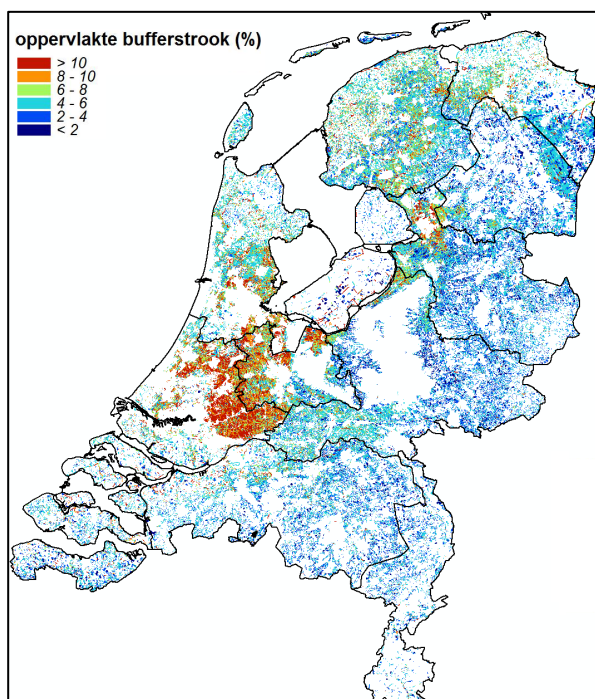 oppervlakte bufferstrook (%)
> 10
8 - 10
6 - 8
4 - 6
2 - 4
< 2